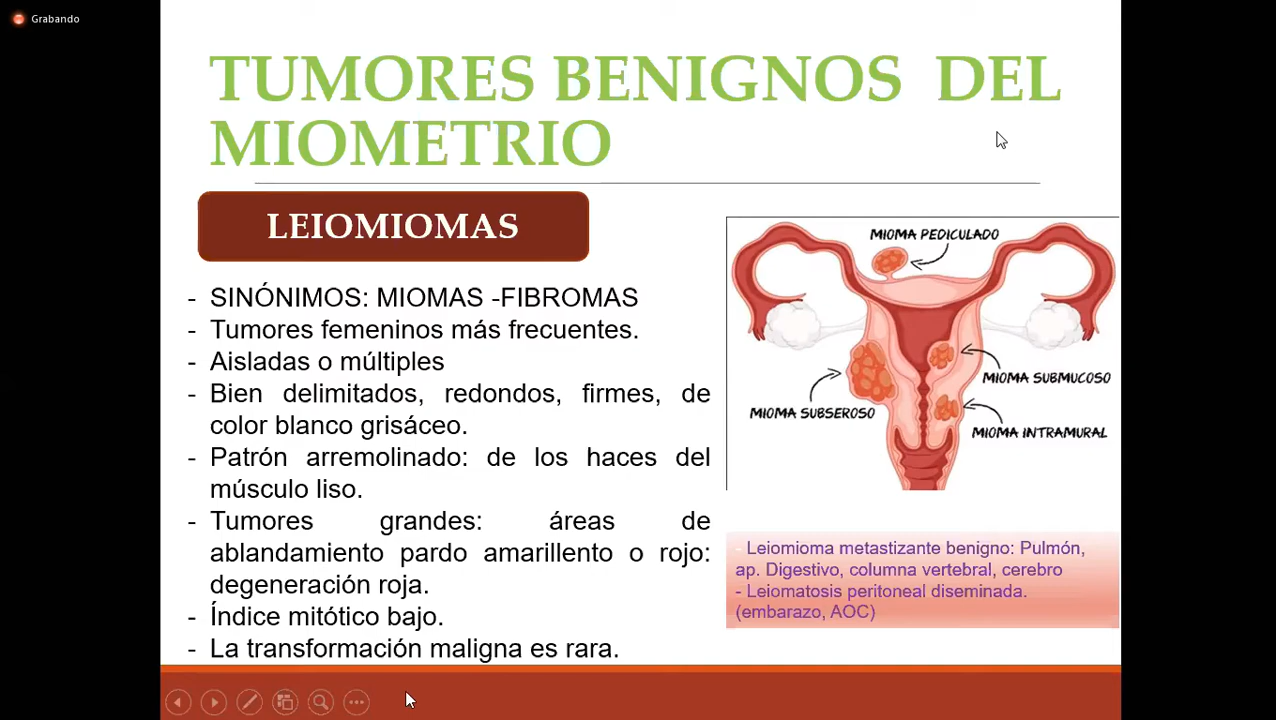 Grabando
TUMORES BENIGNOS DEL
MIOMETRIO
LEIOMIOMAS
- SINÓNIMOS: MIOMAS -FIBROMAS
- Tumores femeninos más frecuentes.
- Aisladas o múltiples
- Bien delimitados, redondos, firmes, de
color blanco grisáceo.
- Patrón arremolinado: de los haces del
músculo liso.
- Tumores grandes: áreas de
ablandamiento pardo amarillento o rojo:
degeneración roja.
- Índice mitótico bajo.
- La transformación maligna es rara.
MIOMA PEDICULADO
MIOMA SUBMUCOSO
MIOMA SUBSEROSO
MIOMA INTRAMURAL
- Leiomioma metastizante benigno: Pulmón,
ap. Digestivo, columna vertebral, cerebro
- Leiomatosis peritoneal diseminada.
(embarazo, AOC)